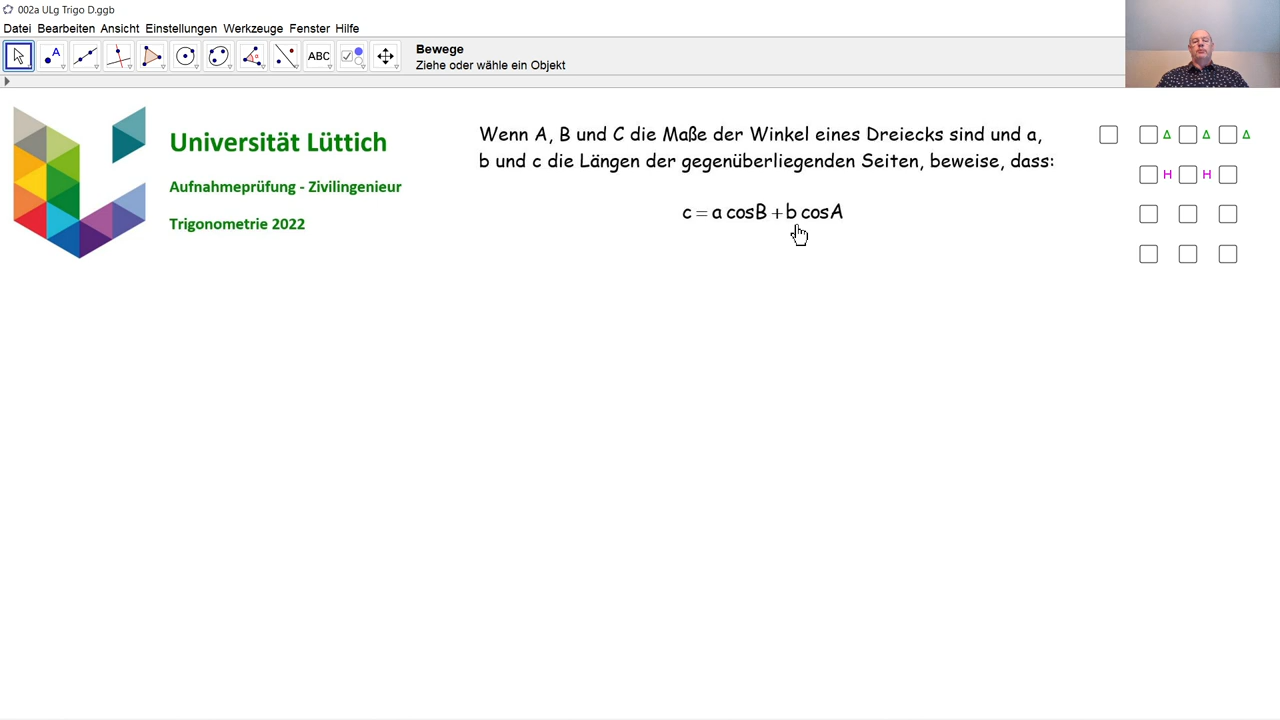 002a ULg Trigo D.ggb
Datei Bearbeiten Ansicht Einstellungen Werkzeuge Fenster Hilfe
A
ABC
Bewege
Ziehe oder wähle ein Objekt
Universität Lüttich
Aufnahmeprüfung - Zivilingenieur
Trigonometrie 2022
Wenn A, B und C die Maße der Winkel eines Dreiecks sind und a,
b und c die Längen der gegenüberliegenden Seiten, beweise, dass:
c = a cosB + b cosA
Δ Δ Δ
H H